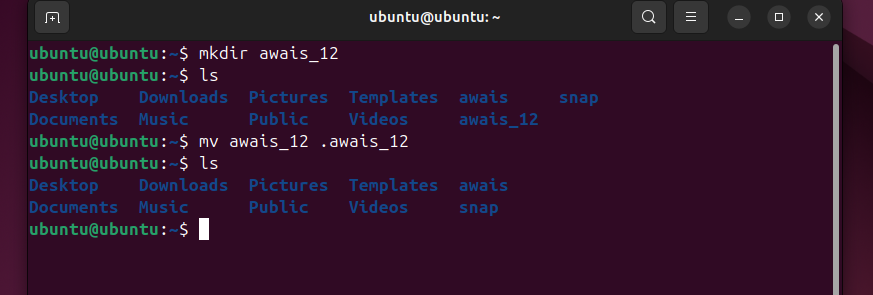 ubuntu@ubuntu: ~
ubuntu@ubuntu:~$ mkdir awais_12
ubuntu@ubuntu:~$ ls
Desktop    Downloads  Pictures  Templates  awais     snap
Documents  Music      Public    Videos     awais_12
ubuntu@ubuntu:~$ mv awais_12 .awais_12
ubuntu@ubuntu:~$ ls
Desktop    Downloads  Pictures  Templates  awais
Documents  Music      Public    Videos     snap
ubuntu@ubuntu:~$